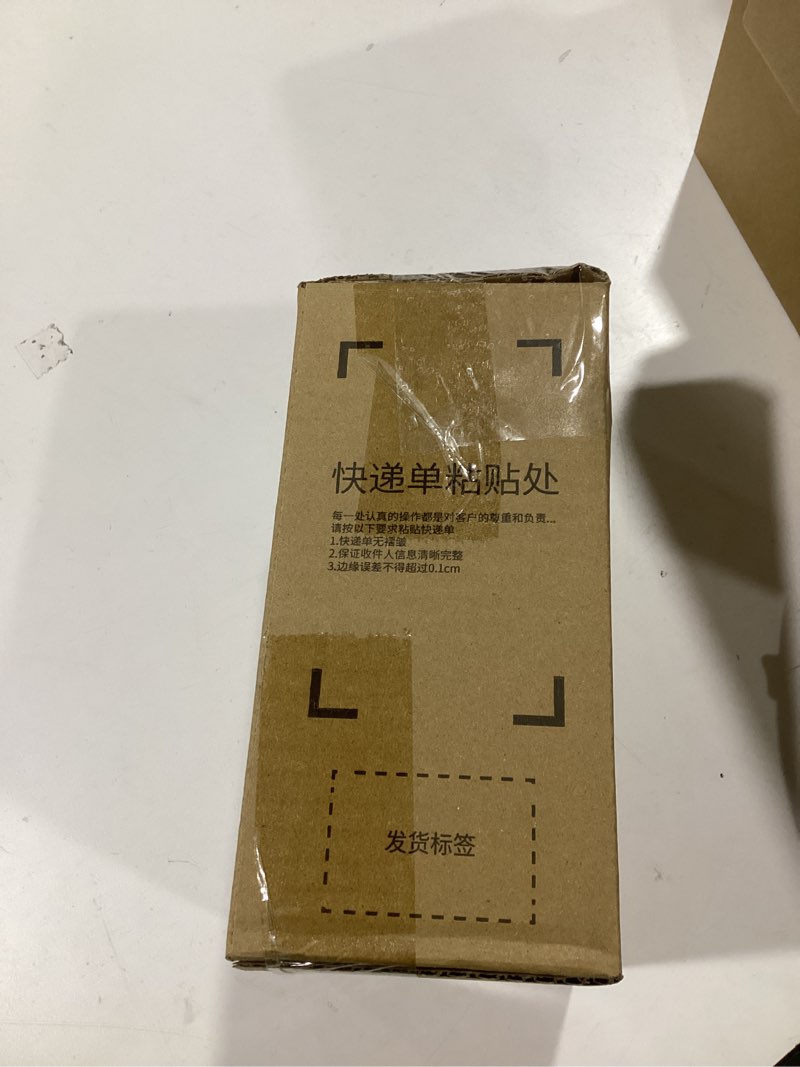 快递单粘贴处
每一处认真的操作都是对客户的尊重和负责...
请按以下要求粘贴快递单
1.快递单无褶皱
2.保证收件人信息清晰完整
3.边缘误差不得超过0.1cm
发货标签